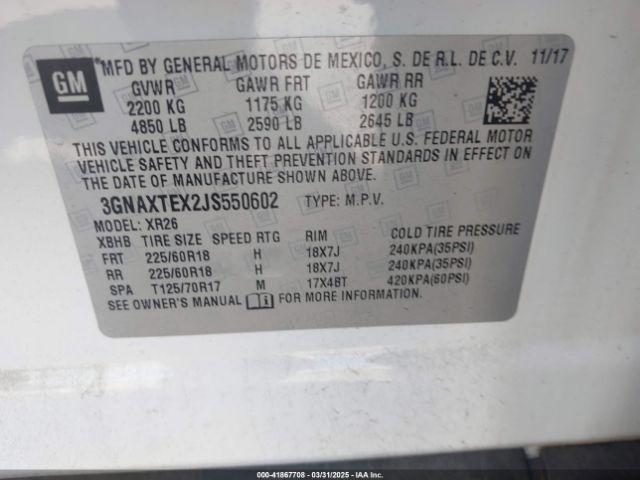 GM
MFD BY GENERAL MOTORS DE MEXICO, S. DE R.L. DE C.V. 11/17
GVWR GAWR FRT GAWR RR
2200 KG 1175 KG 1200 KG
4850 LB 2590 LB 2645 LB
THIS VEHICLE CONFORMS TO ALL APPLICABLE U.S. FEDERAL MOTOR
VEHICLE SAFETY AND THEFT PREVENTION STANDARDS IN EFFECT ON
THE DATE OF MANUFACTURE SHOWN ABOVE.
3GNAXTEX2JS550602 TYPE: M.P.V.
MODEL: XR26
XBHB TIRE SIZE SPEED RTG RIM COLD TIRE PRESSURE
FRT 225/60R18 H 18X7J 240KPA(35PSI)
RR 225/60R18 H 18X7J 240KPA(35PSI)
SPA T125/70R17 M 17X4BT 420KPA(60PSI)
SEE OWNER'S MANUAL FOR MORE INFORMATION.
000-41867708 - 03/31/2025 - Copart, IAA, Inc.